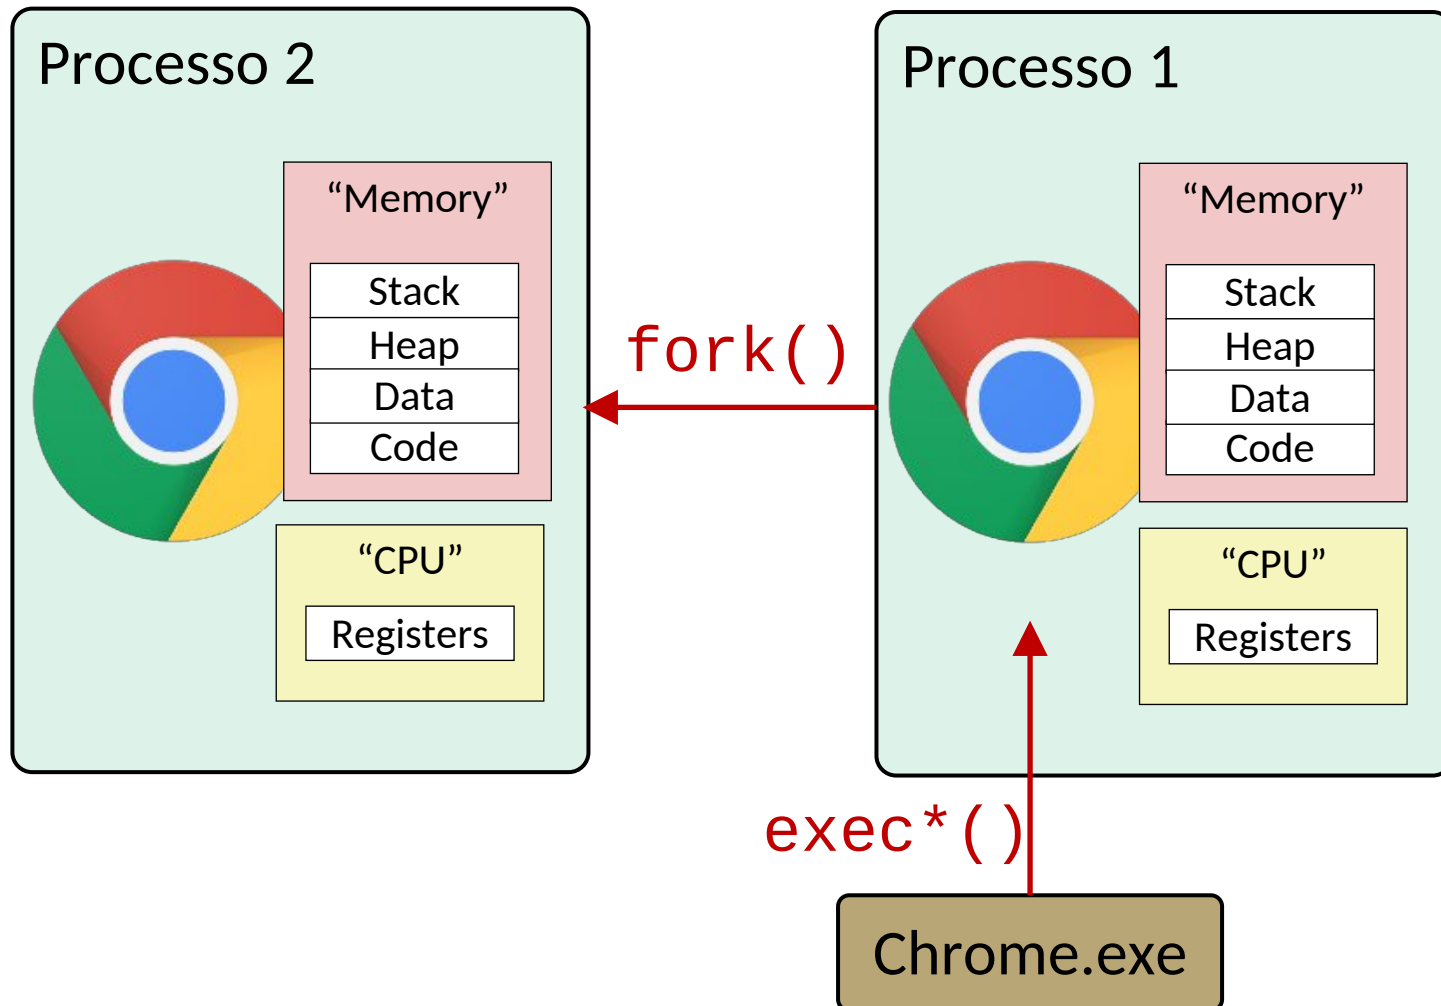 Processo 2
“Memory”
Stack
Heap
Data
Code
“CPU”
Registers
fork()
Processo 1
“Memory”
Stack
Heap
Data
Code
“CPU”
Registers
exec*()
Chrome.exe